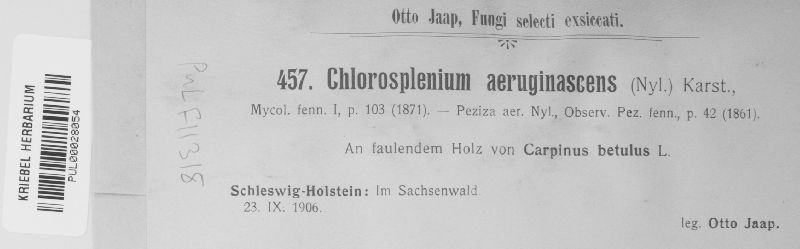 Otto Jaap, Fungi selecti exsiccati.
457. Chlorosplenium aeruginascens (Nyl.) Karst.,
Mycol. fenn. I, p. 103 (1871). — Peziza aer. Nyl., Observ. Pez. fenn., p. 42 (1861).
An faulendem Holz von Carpinus betulus L.
Schleswig-Holstein: Im Sachsenwald.
23. IX. 1906.
leg. Otto Jaap.
KRIEBEL HERBARIUM
PUL00028054
PUL F11318